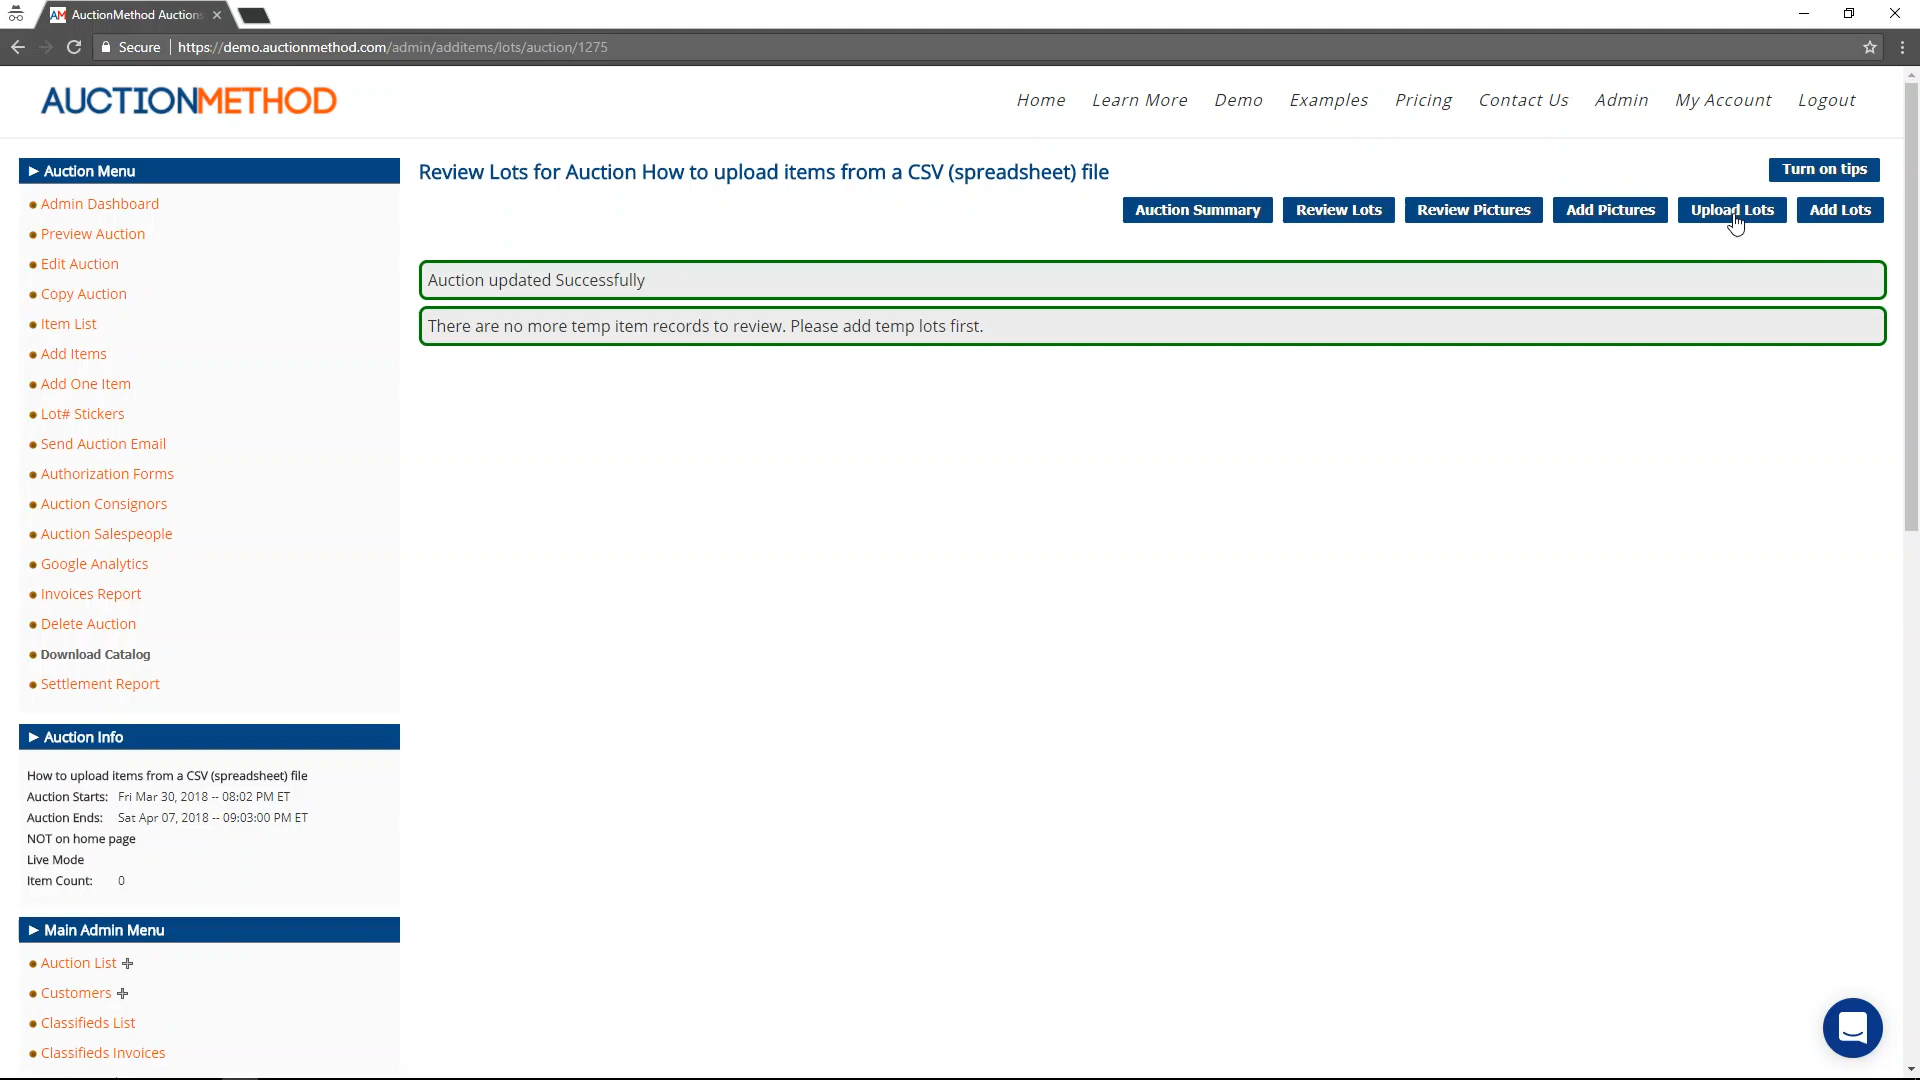 AuctionMethod Auctions
Secure | https://demo.auctionmethod.com/admin/additems/lots/auction/1275
AUCTIONMETHOD
Home Learn More Demo Examples Pricing Contact Us Admin My Account Logout
Auction Menu
Admin Dashboard
Preview Auction
Edit Auction
Copy Auction
Item List
Add Items
Add One Item
Lot# Stickers
Send Auction Email
Authorization Forms
Auction Consignors
Auction Salespeople
Google Analytics
Invoices Report
Delete Auction
Download Catalog
Settlement Report
Auction Info
How to upload items from a CSV (spreadsheet) file
Auction Starts: Fri Mar 30, 2018 -- 08:02 PM ET
Auction Ends: Sat Apr 07, 2018 -- 09:03:00 PM ET
NOT on home page
Live Mode
Item Count: 0
Main Admin Menu
Auction List
Customers
Classifieds List
Classifieds Invoices
Review Lots for Auction How to upload items from a CSV (spreadsheet) file
Turn on tips
Auction Summary Review Lots Review Pictures Add Pictures Upload Lots Add Lots
Auction updated Successfully
There are no more temp item records to review. Please add temp lots first.